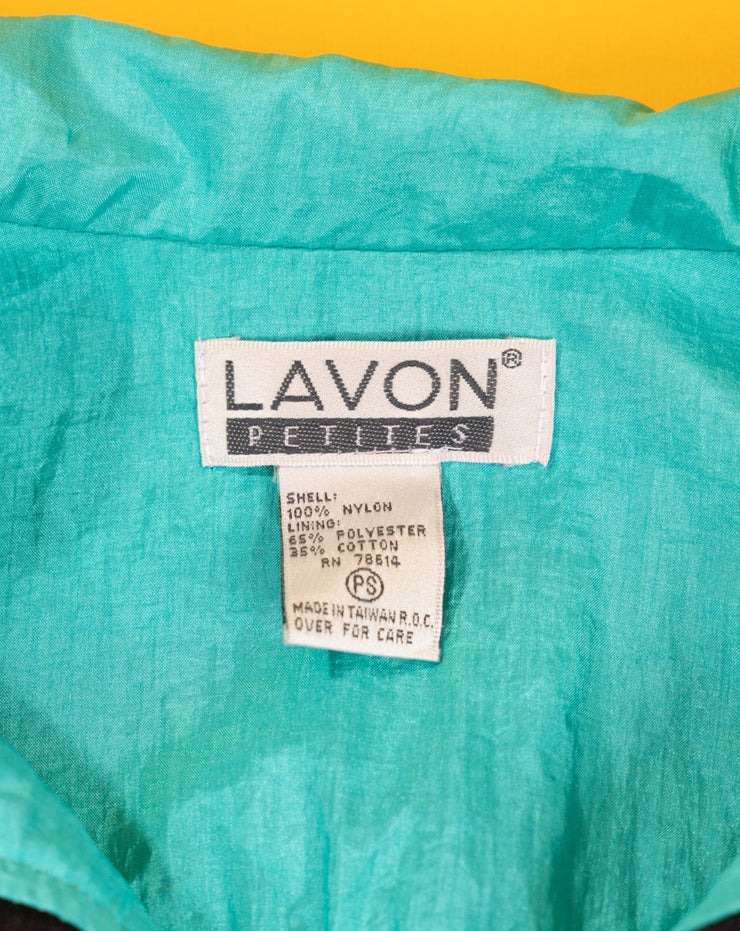 LAVON®
PETITES
SHELL:
100% NYLON
LINING:
65% POLYESTER
35% COTTON
RN 78614
PS
MADE IN TAIWAN R.O.C.
OVER FOR CARE